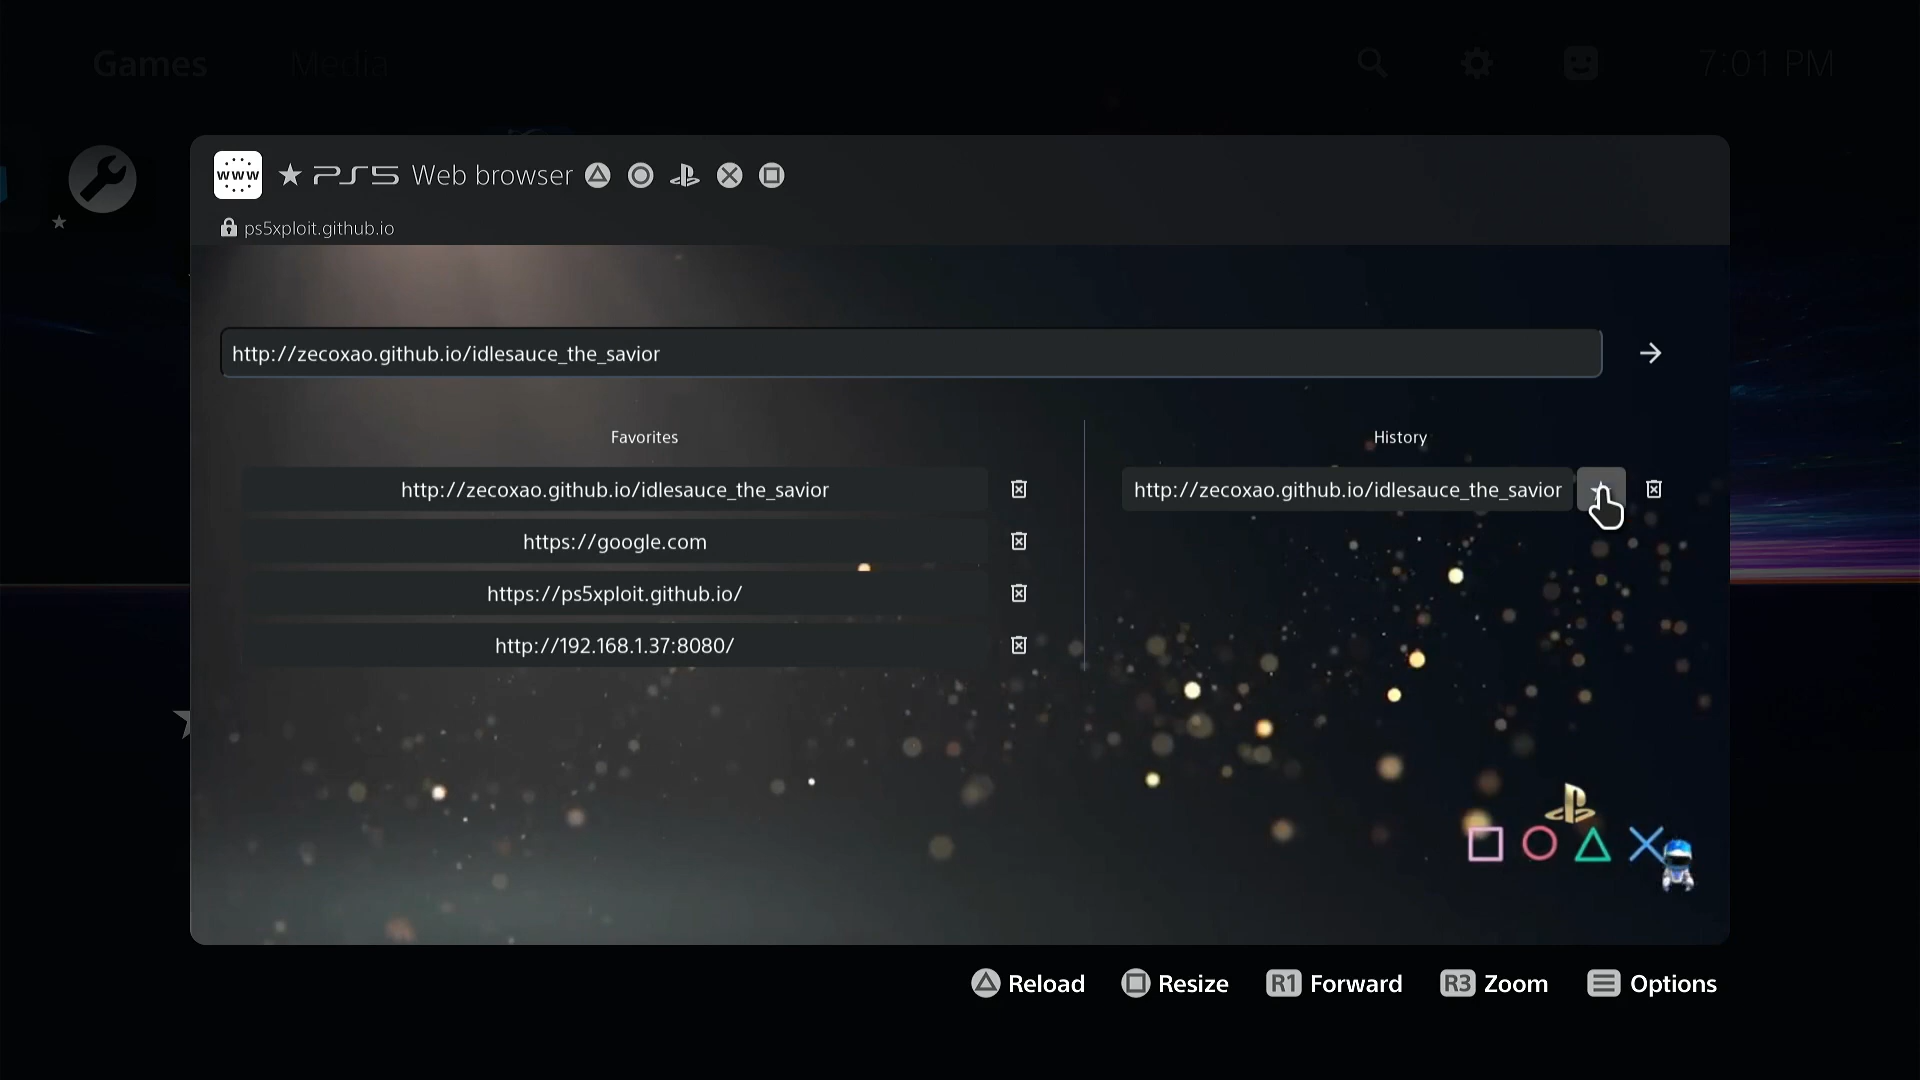 Games Media 7:01 PM
www ★ PS5 Web browser
ps5xploit.github.io
http://zecoxao.github.io/idlesauce_the_savior
Favorites
http://zecoxao.github.io/idlesauce_the_savior
https://google.com
https://ps5xploit.github.io/
http://192.168.1.37:8080/
History
http://zecoxao.github.io/idlesauce_the_savior
Reload Resize R1 Forward R3 Zoom Options